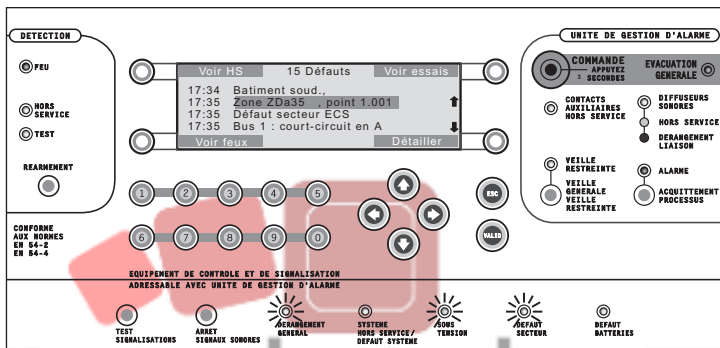 DETECTION
FEU
HORS
SERVICE
TEST
REARNEMENT
CONFORME
AUX NORMES
EN 54-2
EN 54-4
Voir HS 15 Défauts Voir essais
17:34 Batiment soud.,
17:35 Zone ZDa35 , point 1.001
17:35 Défaut secteur ECS
17:35 Bus 1 : court-circuit en A
Voir feux Détailler
1 2 3 4 5
6 7 8 9 0
ESC
VALID
EQUIPEMENT DE CONTROLE ET DE SIGNALISATION
ADRESSABLE AVEC UNITE DE GESTION D'ALARME
UNITE DE GESTION D'ALARME
COMMANDE
APPUYEZ
3 SECONDES
EVACUATION
GENERALE
CONTACTS
AUXILIAIRES
HORS SERVICE
DIFFUSEURS
SONORES
HORS SERVICE
DERANGEMENT
LIAISON
VEILLE
RESTREINTE
VEILLE
GENERALE
VEILLE
RESTREINTE
ALARME
ACQUITTEMENT
PROCESSUS
TEST
SIGNALISATIONS
ARRET
SIGNAUX SONORES
DERANGEMENT
GENERAL
SYSTEME
HORS SERVICE/
DEFAUT SYSTEME
SOUS
TENSION
DEFAUT
SECTEUR
DEFAUT
BATTERIES